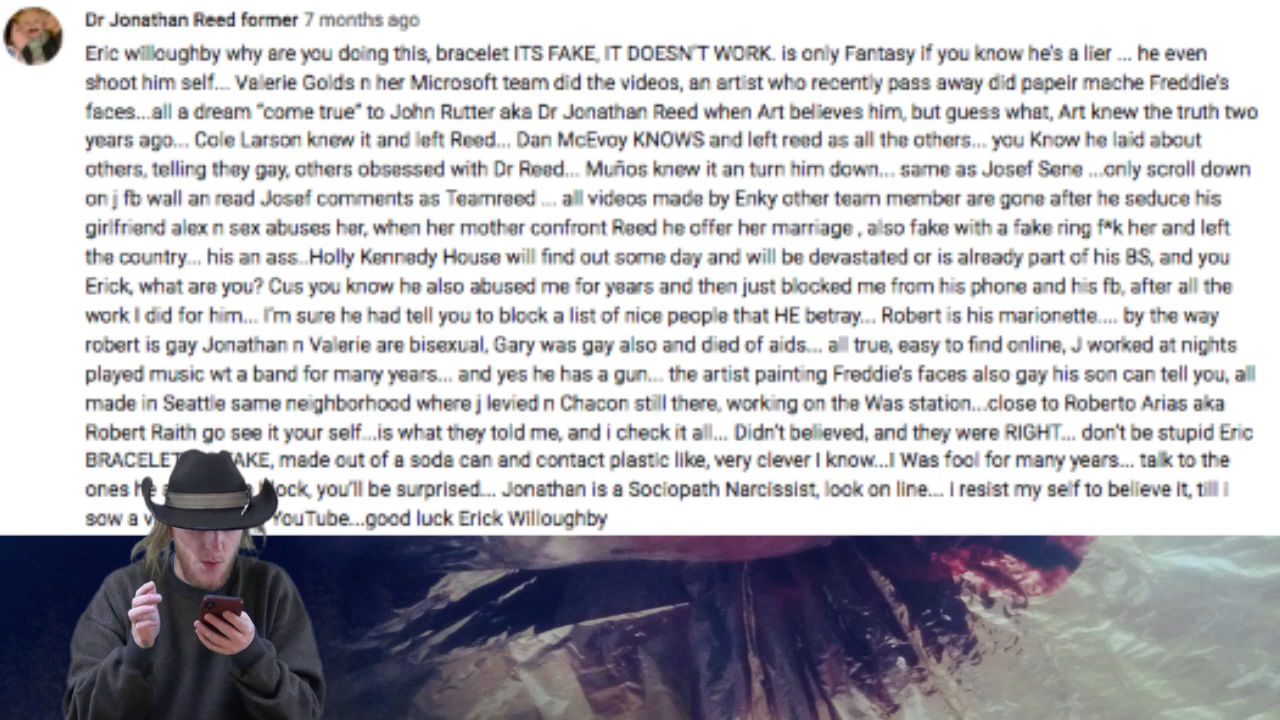 Dr Jonathan Reed former 7 months ago
Eric willoughby why are you doing this, bracelet ITS FAKE, IT DOESN'T WORK. is only Fantasy if you know he's a lier ... he even
shoot him self... Valerie Golds n her Microsoft team did the videos, an artist who recently pass away did papeir mache Freddie's
faces...all a dream "come true" to John Rutter aka Dr Jonathan Reed when Art believes him, but guess what, Art knew the truth two
years ago... Cole Larson knew it and left Reed... Dan McEvoy KNOWS and left reed as all the others... you Know he laid about
others, telling they gay, others obsessed with Dr Reed... Muños knew it an turn him down... same as Josef Sene ...only scroll down
on j fb wall an read Josef comments as Teamreed ... all videos made by Enky other team member are gone after he seduce his
girlfriend alex n sex abuses her, when her mother confront Reed he offer her marriage , also fake with a fake ring f*k her and left
the country... his an ass..Holly Kennedy House will find out some day and will be devastated or is already part of his BS, and you
Erick, what are you? Cus you know he also abused me for years and then just blocked me from his phone and his fb, after all the
work I did for him... I'm sure he had tell you to block a list of nice people that HE betray... Robert is his marionette.... by the way
robert is gay Jonathan n Valerie are bisexual, Gary was gay also and died of aids... all true, easy to find online, J worked at nights
played music wt a band for many years... and yes he has a gun... the artist painting Freddie's faces also gay his son can tell you, all
made in Seattle same neighborhood where j levied n Chacon still there, working on the Was station...close to Roberto Arias aka
Robert Raith go see it your self...is what they told me, and i check it all... Didn't believed, and they were RIGHT... don't be stupid Eric
BRACELET FAKE, made out of a soda can and contact plastic like, very clever I know...I Was fool for many years... talk to the
ones he you'll be surprised... Jonathan is a Sociopath Narcissist, look on line... I resist my self to believe it, till i
sow a YouTube...good luck Erick Willoughby